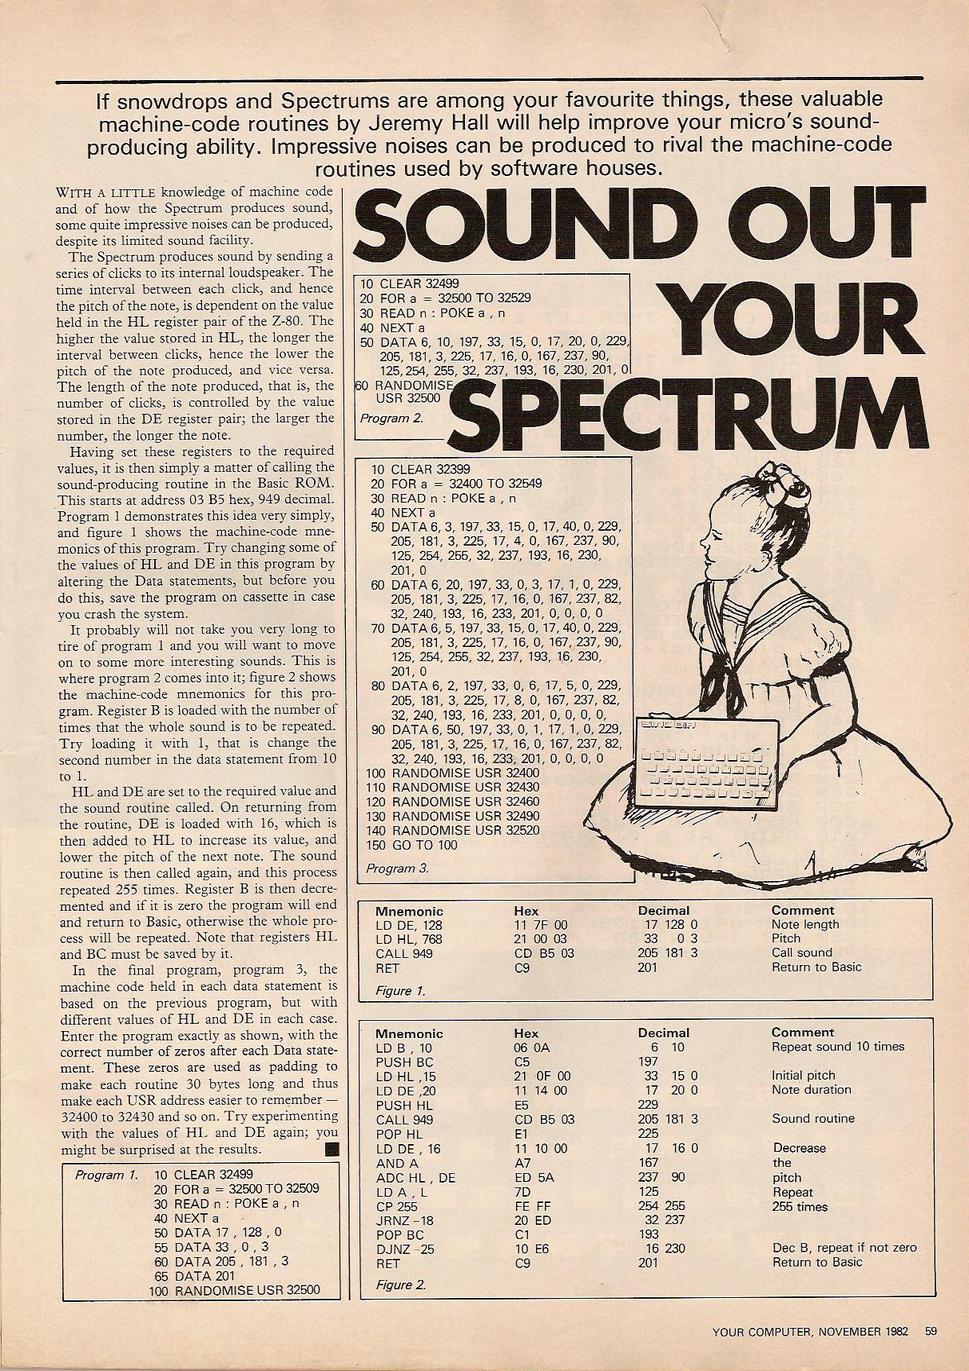 If snowdrops and Spectrums are among your favourite things, these valuable
machine-code routines by Jeremy Hall will help improve your micro's sound-
producing ability. Impressive noises can be produced to rival the machine-code
routines used by software houses.
SOUND OUT
YOUR
SPECTRUM
WITH A LITTLE knowledge of machine code
and of how the Spectrum produces sound,
some quite impressive noises can be produced,
despite its limited sound facility.
The Spectrum produces sound by sending a
series of clicks to its internal loudspeaker. The
time interval between each click, and hence
the pitch of the note, is dependent on the value
held in the HL register pair of the Z-80. The
higher the value stored in HL, the longer the
interval between clicks, hence the lower the
pitch of the note produced, and vice versa.
The length of the note produced, that is, the
number of clicks, is controlled by the value
stored in the DE register pair; the larger the
number, the longer the note.
Having set these registers to the required
values, it is then simply a matter of calling the
sound-producing routine in the Basic ROM.
This starts at address 03 B5 hex, 949 decimal.
Program 1 demonstrates this idea very simply,
and figure 1 shows the machine-code mne-
monics of this program. Try changing some of
the values of HL and DE in this program by
altering the Data statements, but before you
do this, save the program on cassette in case
you crash the system.
It probably will not take you very long to
tire of program 1 and you will want to move
on to some more interesting sounds. This is
where program 2 comes into it; figure 2 shows
the machine-code mnemonics for this pro-
gram. Register B is loaded with the number of
times that the whole sound is to be repeated.
Try loading it with 1, that is change the
second number in the data statement from 10
to 1.
HL and DE are set to the required value and
the sound routine called. On returning from
the routine, DE is loaded with 16, which is
then added to HL to increase its value, and
lower the pitch of the next note. The sound
routine is then called again, and this process
repeated 255 times. Register B is then decre-
mented and if it is zero the program will end
and return to Basic, otherwise the whole pro-
cess will be repeated. Note that registers HL
and BC must be saved by it.
In the final program, program 3, the
machine code held in each data statement is
based on the previous program, but with
different values of HL and DE in each case.
Enter the program exactly as shown, with the
correct number of zeros after each Data state-
ment. These zeros are used as padding to
make each routine 30 bytes long and thus
make each USR address easier to remember —
32400 to 32430 and so on. Try experimenting
with the values of HL and DE again; you
might be surprised at the results.
Program 1. 10 CLEAR 32499
20 FOR a = 32500 TO 32509
30 READ n : POKE a , n
40 NEXT a
50 DATA 17 , 128 , 0
55 DATA 33 , 0 , 3
60 DATA 205 , 181 , 3
65 DATA 201
100 RANDOMISE USR 32500
10 CLEAR 32499
20 FOR a = 32500 TO 32529
30 READ n : POKE a , n
40 NEXT a
50 DATA 6, 10, 197, 33, 15, 0, 17, 20, 0, 229,
205, 181, 3, 225, 17, 16, 0, 167, 237, 90,
125, 254, 255, 32, 237, 193, 16, 230, 201, 0
60 RANDOMISE
USR 32500
Program 2.
10 CLEAR 32399
20 FOR a = 32400 TO 32549
30 READ n : POKE a , n
40 NEXT a
50 DATA 6, 3, 197, 33, 15, 0, 17, 40, 0, 229,
205, 181, 3, 225, 17, 4, 0, 167, 237, 90,
125, 254, 255, 32, 237, 193, 16, 230,
201, 0
60 DATA 6, 20, 197, 33, 0, 3, 17, 1, 0, 229,
205, 181, 3, 225, 17, 16, 0, 167, 237, 82,
32, 240, 193, 16, 233, 201, 0, 0, 0, 0
70 DATA 6, 5, 197, 33, 15, 0, 17, 40, 0, 229,
205, 181, 3, 225, 17, 16, 0, 167, 237, 90,
125, 254, 255, 32, 237, 193, 16, 230,
201, 0
80 DATA 6, 2, 197, 33, 0, 6, 17, 5, 0, 229,
205, 181, 3, 225, 17, 8, 0, 167, 237, 82,
32, 240, 193, 16, 233, 201, 0, 0, 0, 0,
90 DATA 6, 50, 197, 33, 0, 1, 17, 1, 0, 229,
205, 181, 3, 225, 17, 16, 0, 167, 237, 82,
32, 240, 193, 16, 233, 201, 0, 0, 0, 0
100 RANDOMISE USR 32400
110 RANDOMISE USR 32430
120 RANDOMISE USR 32460
130 RANDOMISE USR 32490
140 RANDOMISE USR 32520
150 GO TO 100
Program 3.
sinclair
Mnemonic Hex Decimal Comment
LD DE, 128 11 7F 00 17 128 0 Note length
LD HL, 768 21 00 03 33 0 3 Pitch
CALL 949 CD B5 03 205 181 3 Call sound
RET C9 201 Return to Basic
Figure 1.
Mnemonic Hex Decimal Comment
LD B , 10 06 0A 6 10 Repeat sound 10 times
PUSH BC C5 197
LD HL ,15 21 0F 00 33 15 0 Initial pitch
LD DE ,20 11 14 00 17 20 0 Note duration
PUSH HL E5 229
CALL 949 CD B5 03 205 181 3 Sound routine
POP HL E1 225
LD DE , 16 11 10 00 17 16 0 Decrease
AND A A7 167 the
ADC HL , DE ED 5A 237 90 pitch
LD A , L 7D 125 Repeat
CP 255 FE FF 254 255 255 times
JRNZ -18 20 ED 32 237
POP BC C1 193
DJNZ -25 10 E6 16 230 Dec B, repeat if not zero
RET C9 201 Return to Basic
Figure 2.
YOUR COMPUTER, NOVEMBER 1982 59